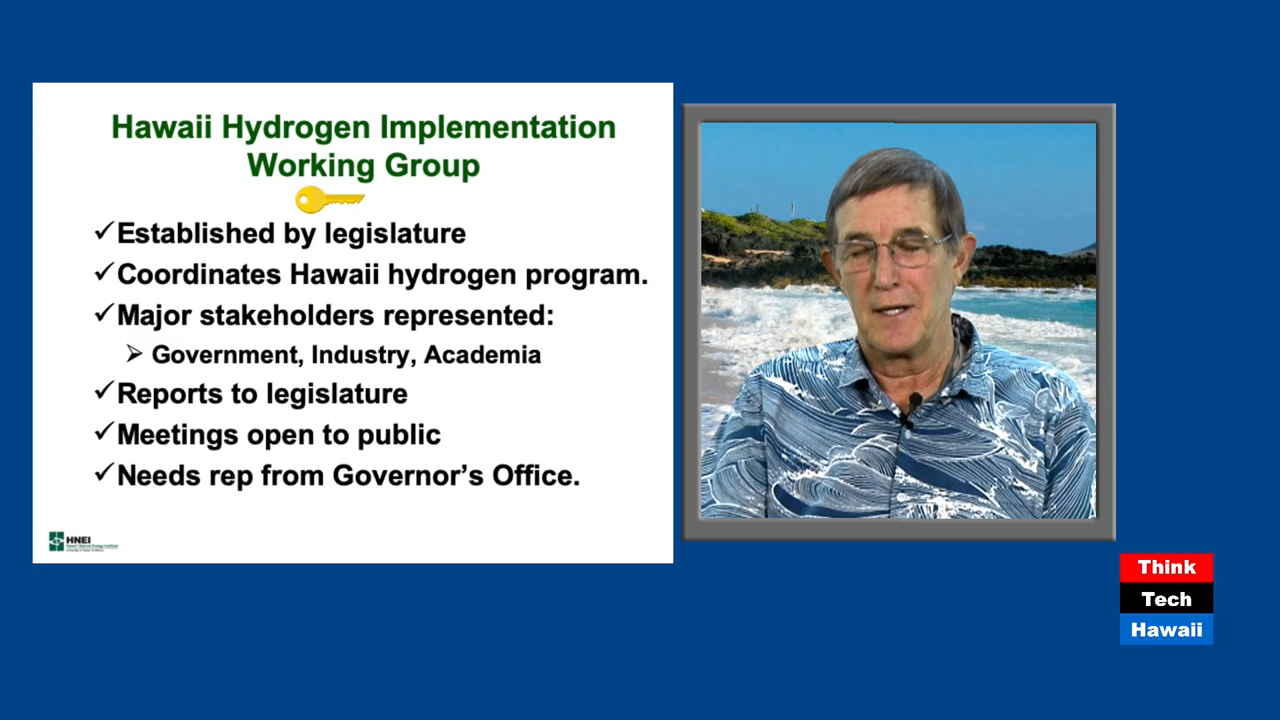 Hawaii Hydrogen Implementation
Working Group
✓Established by legislature
✓Coordinates Hawaii hydrogen program.
✓Major stakeholders represented:
➢ Government, Industry, Academia
✓Reports to legislature
✓Meetings open to public
✓Needs rep from Governor’s Office.
HNEI
Think
Tech
Hawaii